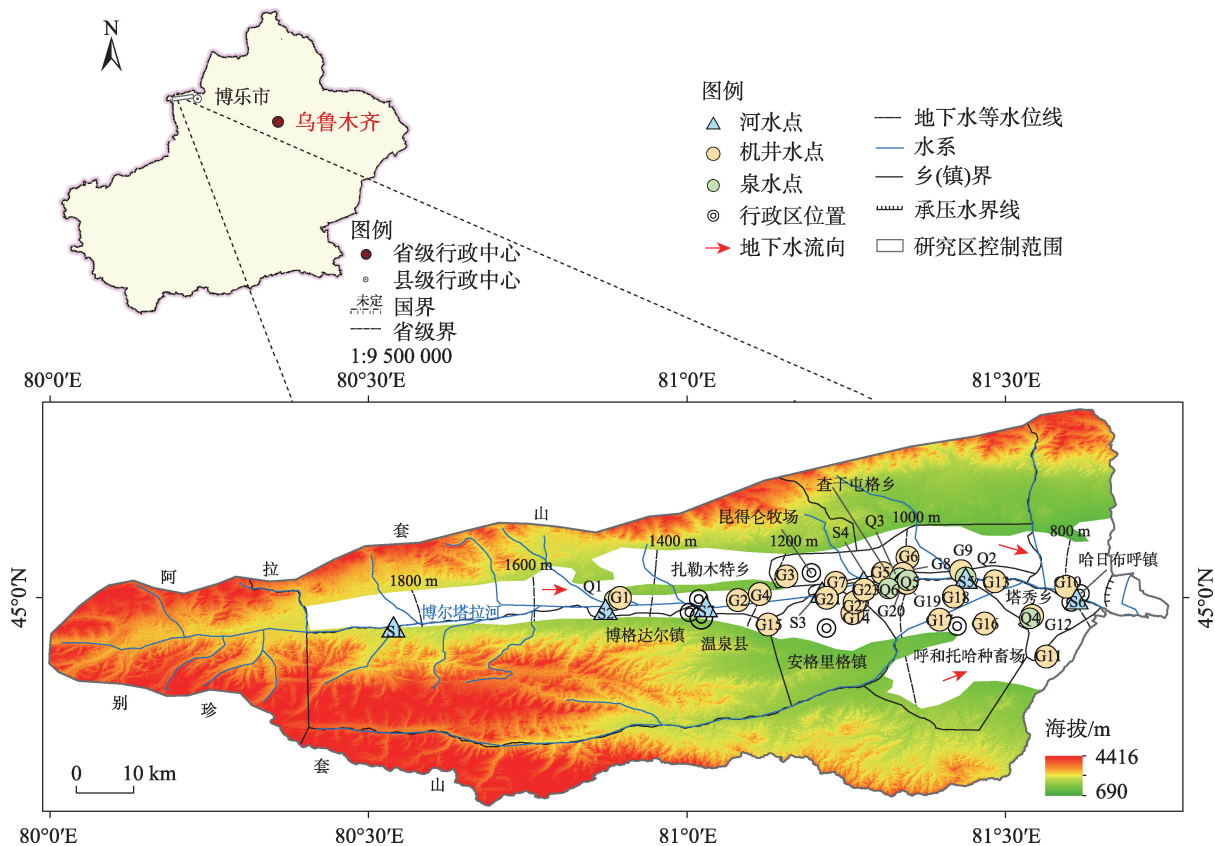 N
博乐市
乌鲁木齐
图例
省级行政中心
县级行政中心
未定
国界
省级界
1:9 500 000
图例
河水点
机井水点
泉水点
行政区位置
地下水流向
地下水等水位线
水系
乡(镇)界
承压水界线
研究区控制范围
80°0′E
80°30′E
81°0′E
81°30′E
45°0′N
45°0′N
查干屯格乡
昆得仑牧场
Q3
1000 m
S4
1200 m
800 m
哈日布呼镇
1400 m
1600 m
1800 m
扎勒木特乡
阿
拉
套
山
Q1
G1
G2
G4
G3
G7
G5
G6
G8
G9
Q2
G13
G10
Q6
Q5
G23
G21
G22
G14
G20
G19
G18
S5
塔秀乡
G17
G16
Q4
G12
G11
G15
S3
S1
S2
博尔塔拉河
博格达尔镇
温泉县
安格里格镇
呼和托哈种畜场
别
珍
套
山
0
10 km
海拔/m
4416
690
80°0′E
80°30′E
81°0′E
81°30′E